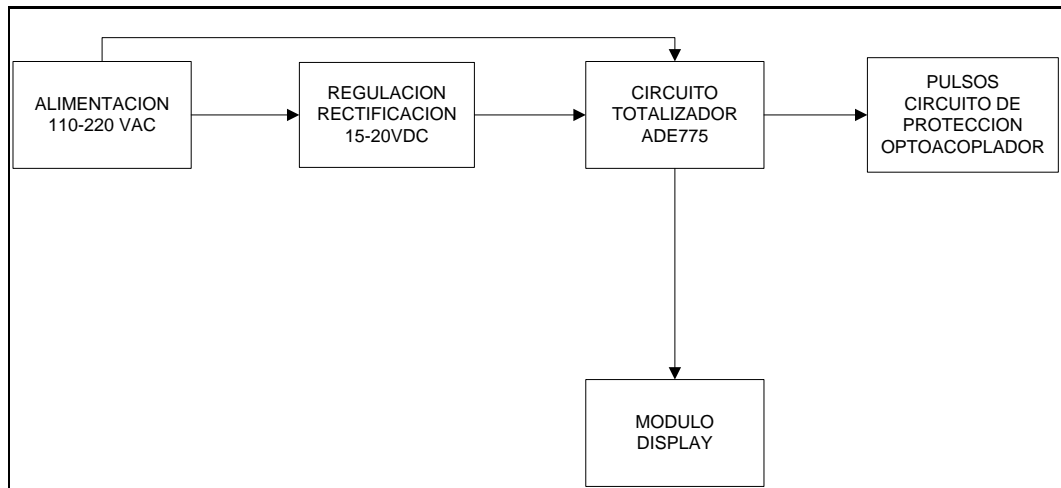 ALIMENTACION
110-220 VAC
REGULACION
RECTIFICACION
15-20VDC
CIRCUITO
TOTALIZADOR
ADE775
PULSOS
CIRCUITO DE
PROTECCION
OPTOACOPLADOR
MODULO
DISPLAY